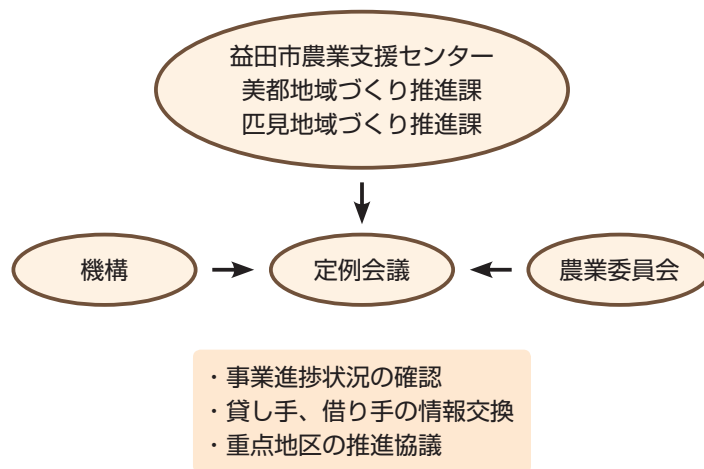 益田市農業支援センター
美都地域づくり推進課
匹見地域づくり推進課
機構
定例会議
農業委員会
・事業進捗状況の確認
・貸し手、借り手の情報交換
・重点地区の推進協議